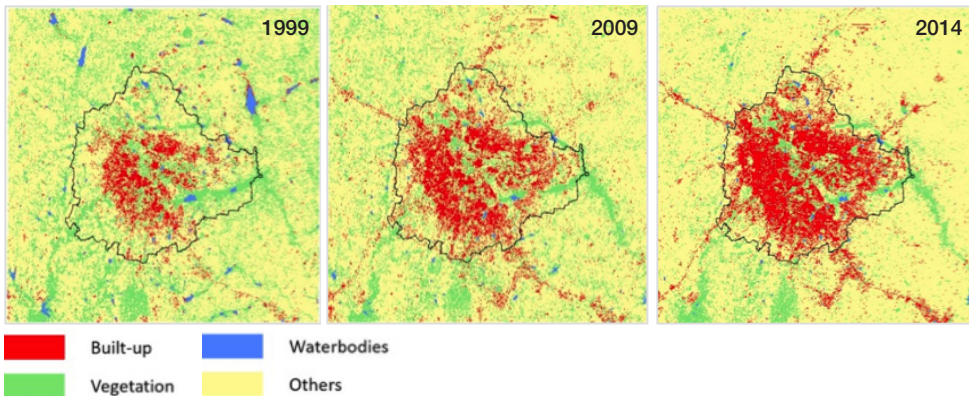 1999
2009
2014
Built-up
Waterbodies
Vegetation
Others